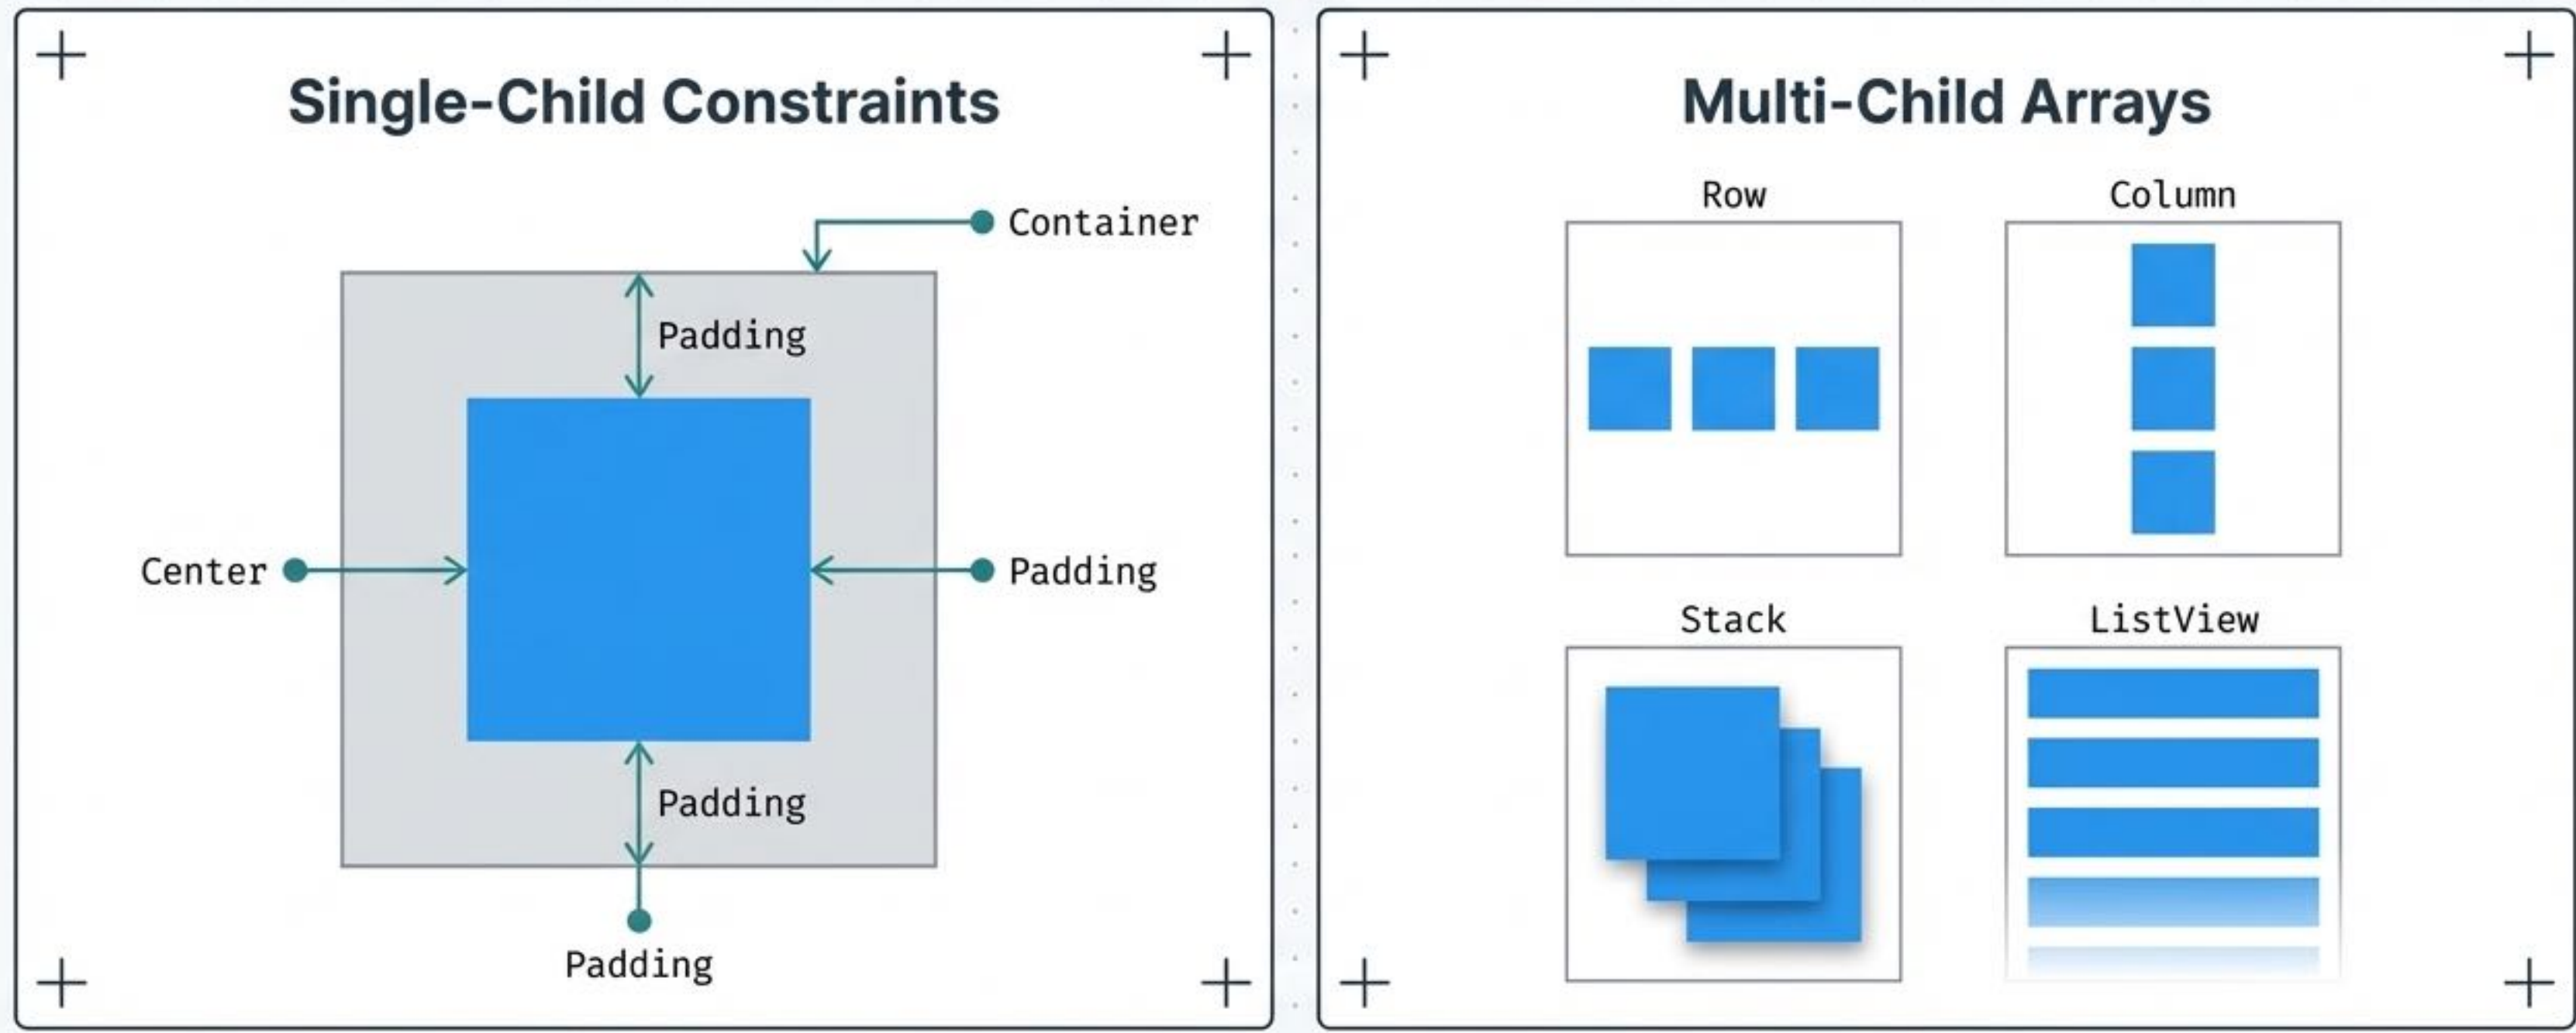 Single-Child Constraints
Container
Padding
Center
Padding
Padding
Padding
Multi-Child Arrays
Row
Column
Stack
ListView